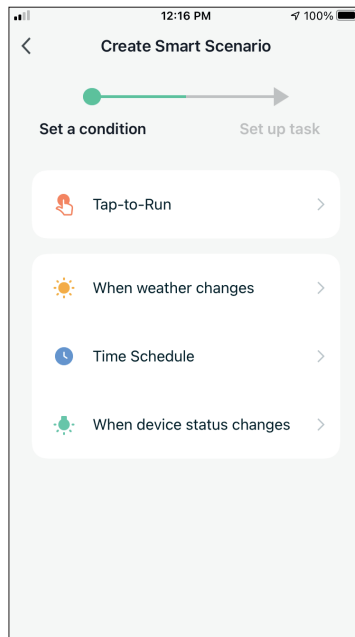 12:16 PM
100%
Create Smart Scenario
Set a condition
Set up task
Tap-to-Run
When weather changes
Time Schedule
When device status changes